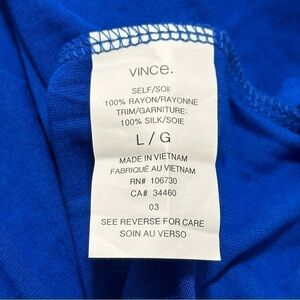 VINCE.
SELF/SOI:
100% RAYON/RAYONNE
TRIM/GARNITURE:
100% SILK/SOIE
L/G
MADE IN VIETNAM
FABRIQUÉ AU VIETNAM
RN# 106730
CA# 34460
03
SEE REVERSE FOR CARE
SOIN AU VERSO